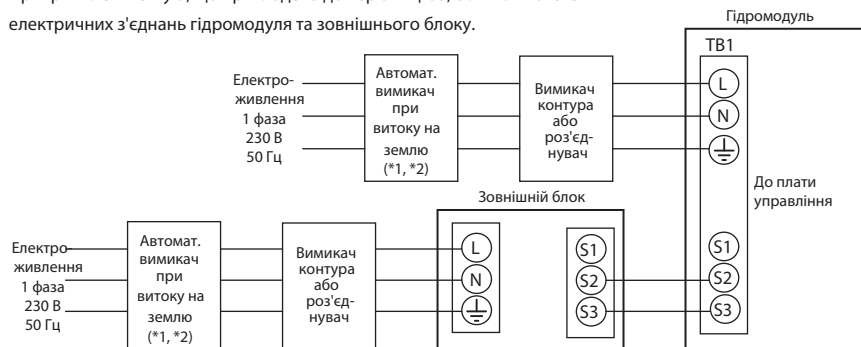 електричних з'єднань гідромодуля та зовнішнього блоку.
Гідромодуль
TB1
Електро-
живлення
1 фаза
230 В
50 Гц
Автомат.
вимикач
при
витоку на
землю
(*1, *2)
Вимикач
контура
або
роз'єд-
нувач
L
N
До плати
управління
Зовнішній блок
Електро-
живлення
1 фаза
230 В
50 Гц
Автомат.
вимикач
при
витоку на
землю
(*1, *2)
Вимикач
контура
або
роз'єд-
нувач
L
N
S1
S2
S3
S1
S2
S3